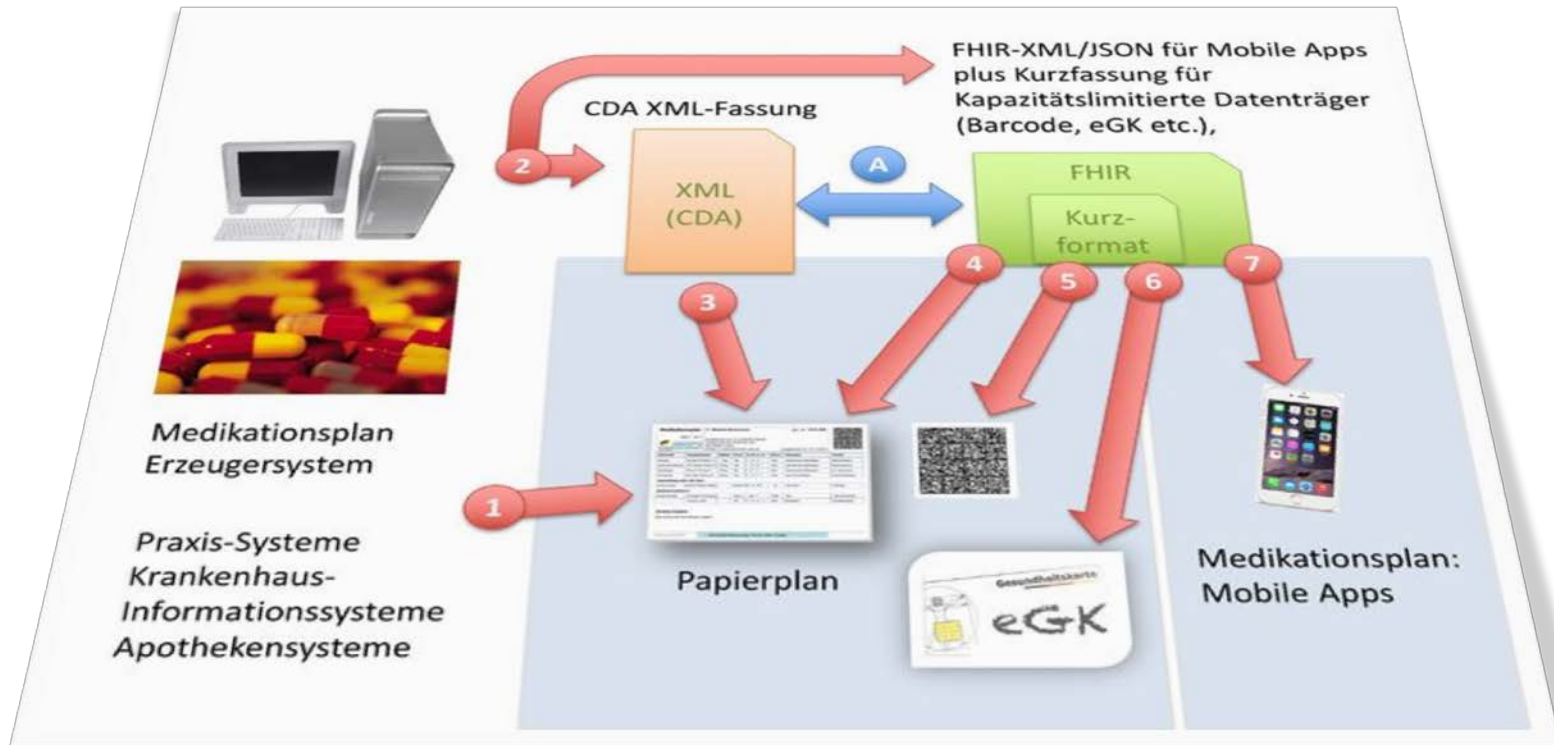 FHIR-XML/JSON für Mobile Apps
plus Kurzfassung für
Kapazitätslimitierte Datenträger
(Barcode, eGK etc.),
CDA XML-Fassung
2
A
XML
(CDA)
FHIR
Kurz-
format
3
4
5
6
7
Medikationsplan
Erzeugersystem
1
Praxis-Systeme
Krankenhaus-
Informationssysteme
Apothekensysteme
Papierplan
Gesundheitskarte
eGK
Medikationsplan:
Mobile Apps